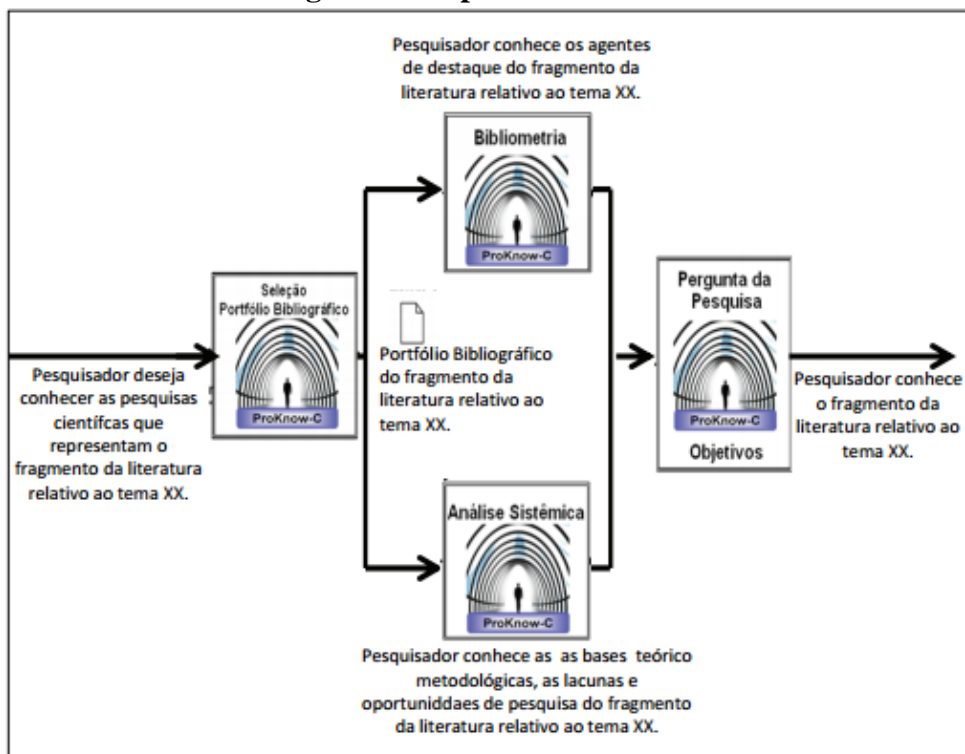 Pesquisador conhece os agentes
de destaque do fragmento da
literatura relativo ao tema XX.
Bibliometria
ProKnow-C
Seleção
Portfólio Bibliográfico
ProKnow-C
Pesquisador deseja
conhecer as pesquisas
científcas que
representam o
fragmento da literatura
relativo ao tema XX.
Portfólio Bibliográfico
do fragmento da
literatura relativo ao
tema XX.
Pergunta da
Pesquisa
ProKnow-C
Objetivos
Pesquisador conhece
o fragmento da
literatura relativo ao
tema XX.
Análise Sistêmica
ProKnow-C
Pesquisador conhece as as bases teórico
metodológicas, as lacunas e
oportuniddaes de pesquisa do fragmento
da literatura relativo ao tema XX.